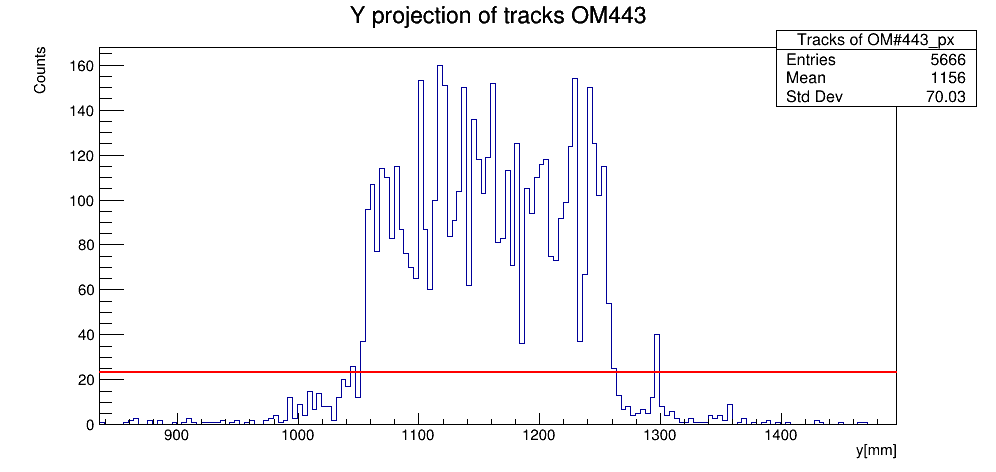 Y projection of tracks OM443
Counts
Tracks of OM#443_px
Entries 5666
Mean 1156
Std Dev 70.03
160
140
120
100
80
60
40
20
0
900 1000 1100 1200 1300 1400
y[mm]